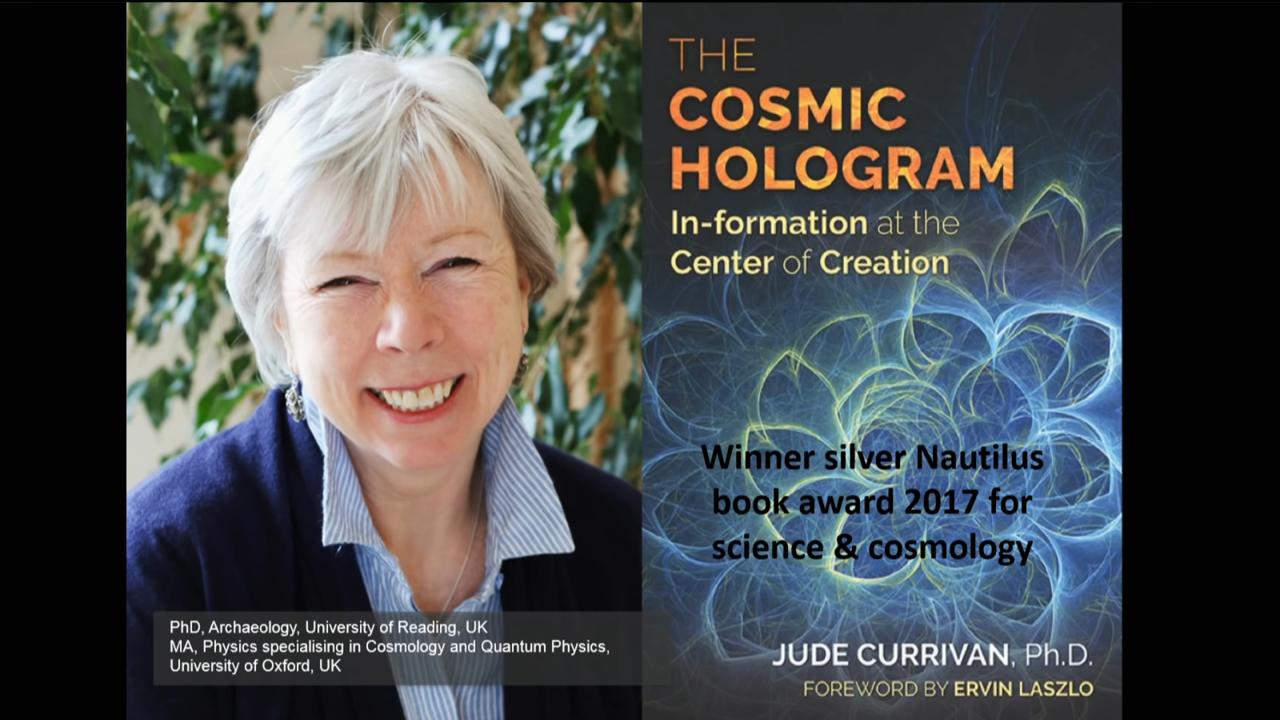 THE
COSMIC
HOLOGRAM
In-formation at the
Center of Creation
Winner silver Nautilus
book award 2017 for
science & cosmology
JUDE CURRIVAN, Ph.D.
FOREWORD BY ERVIN LASZLO
PhD, Archaeology, University of Reading, UK
MA, Physics specialising in Cosmology and Quantum Physics,
University of Oxford, UK